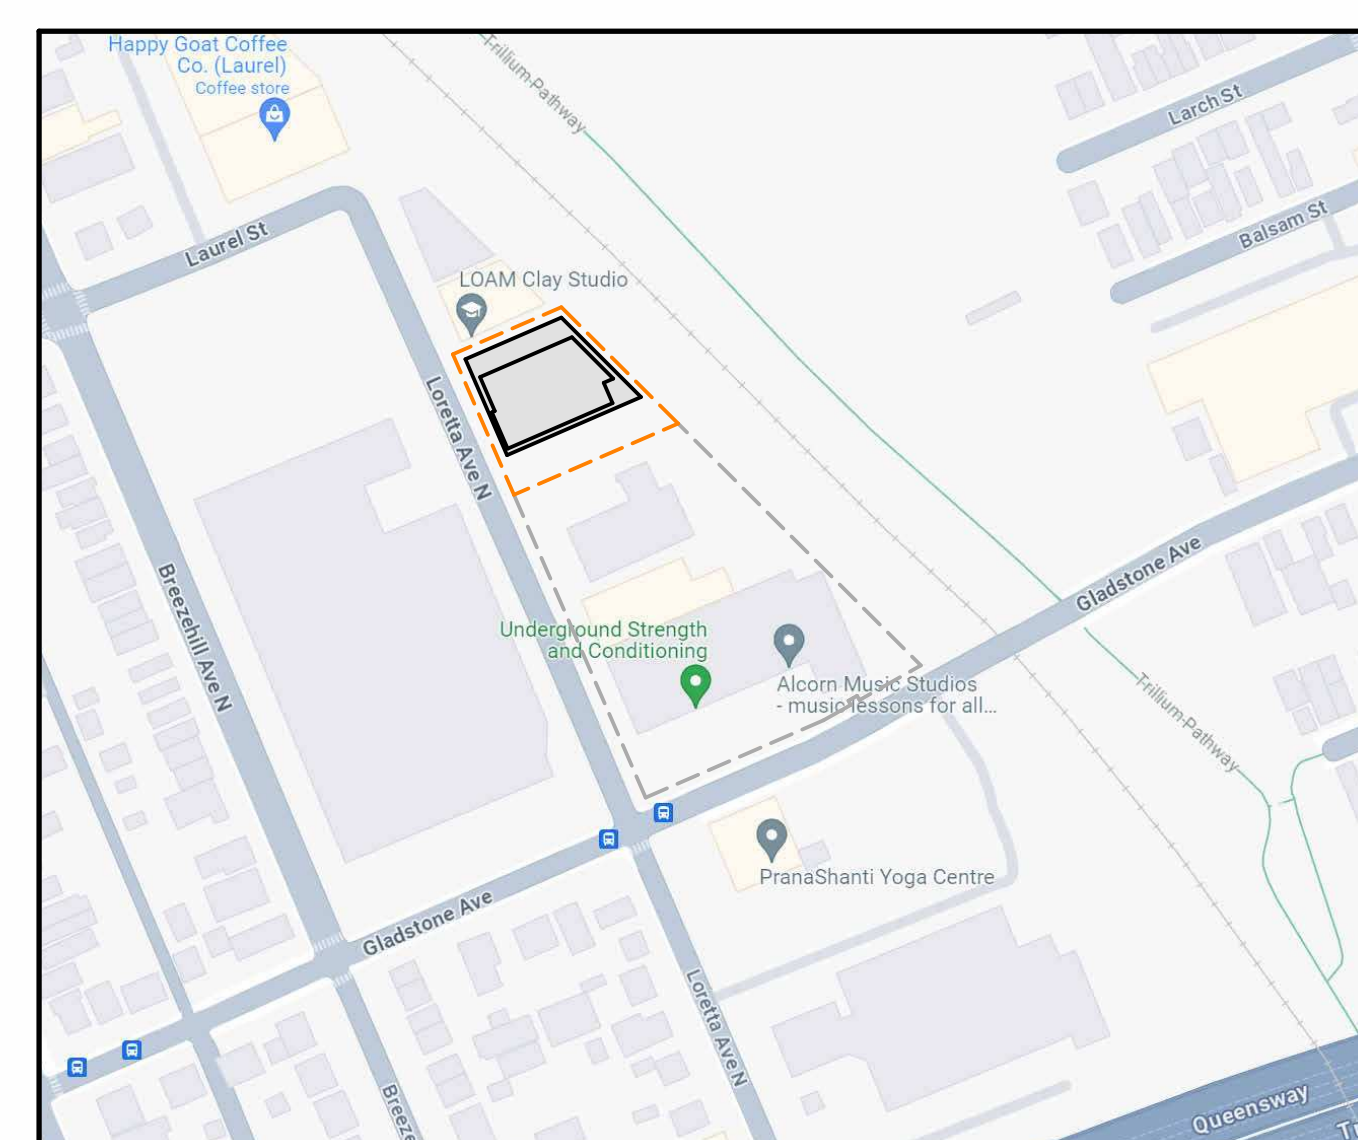 Happy Goat Coffee
Co. (Laurel)
Coffee store
Trillium-Pathway
Larch St
Balsam St
Laurel St
LOAM Clay Studio
Loretta Ave N
Breezehill Ave N
Gladstone Ave
Underground Strength
and Conditioning
Alcorn Music Studios
- music lessons for all...
Trillium-Pathway
PranaShanti Yoga Centre
Gladstone Ave
Loretta Ave N
Breeze
Queensway
Tr